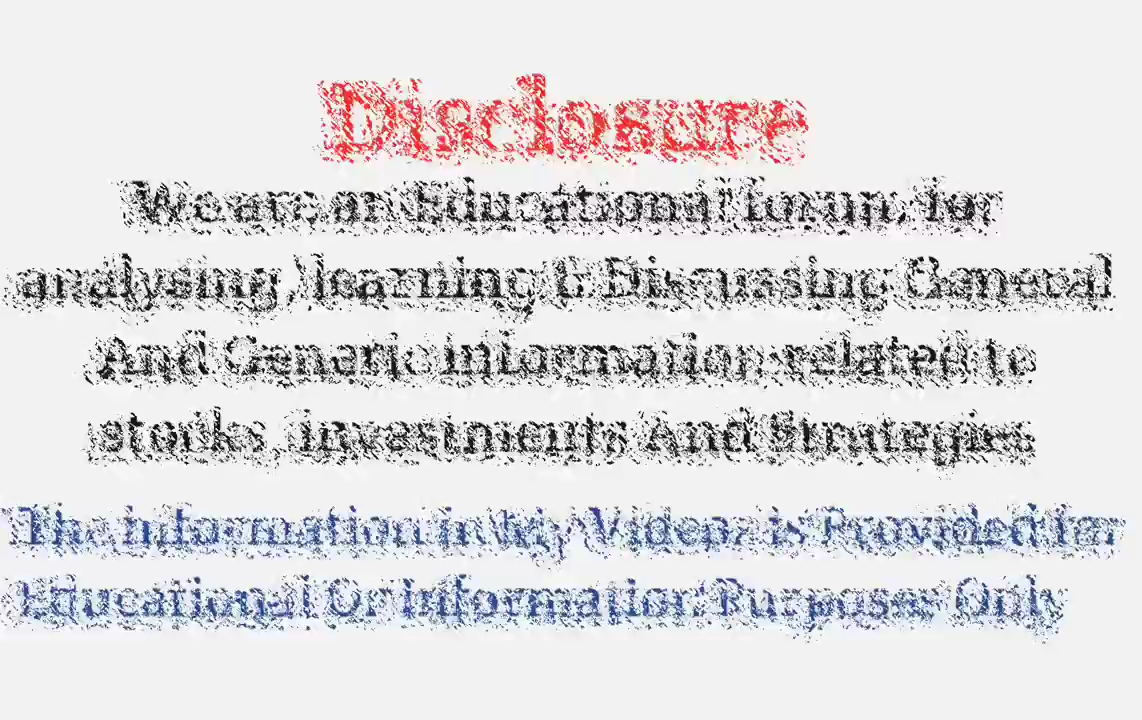 Disclosure
We are an Educational forum for
analysing ,learning & Discussing General
And Generic information related to
stocks ,investments And Strategies
The information in My Videos is Provided for
Educational Or Information Purposes Only